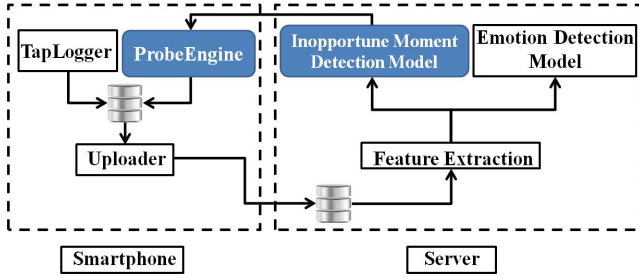 TapLogger
ProbeEngine
Inopportune Moment
Detection Model
Emotion Detection
Model
Uploader
Feature Extraction
Smartphone
Server